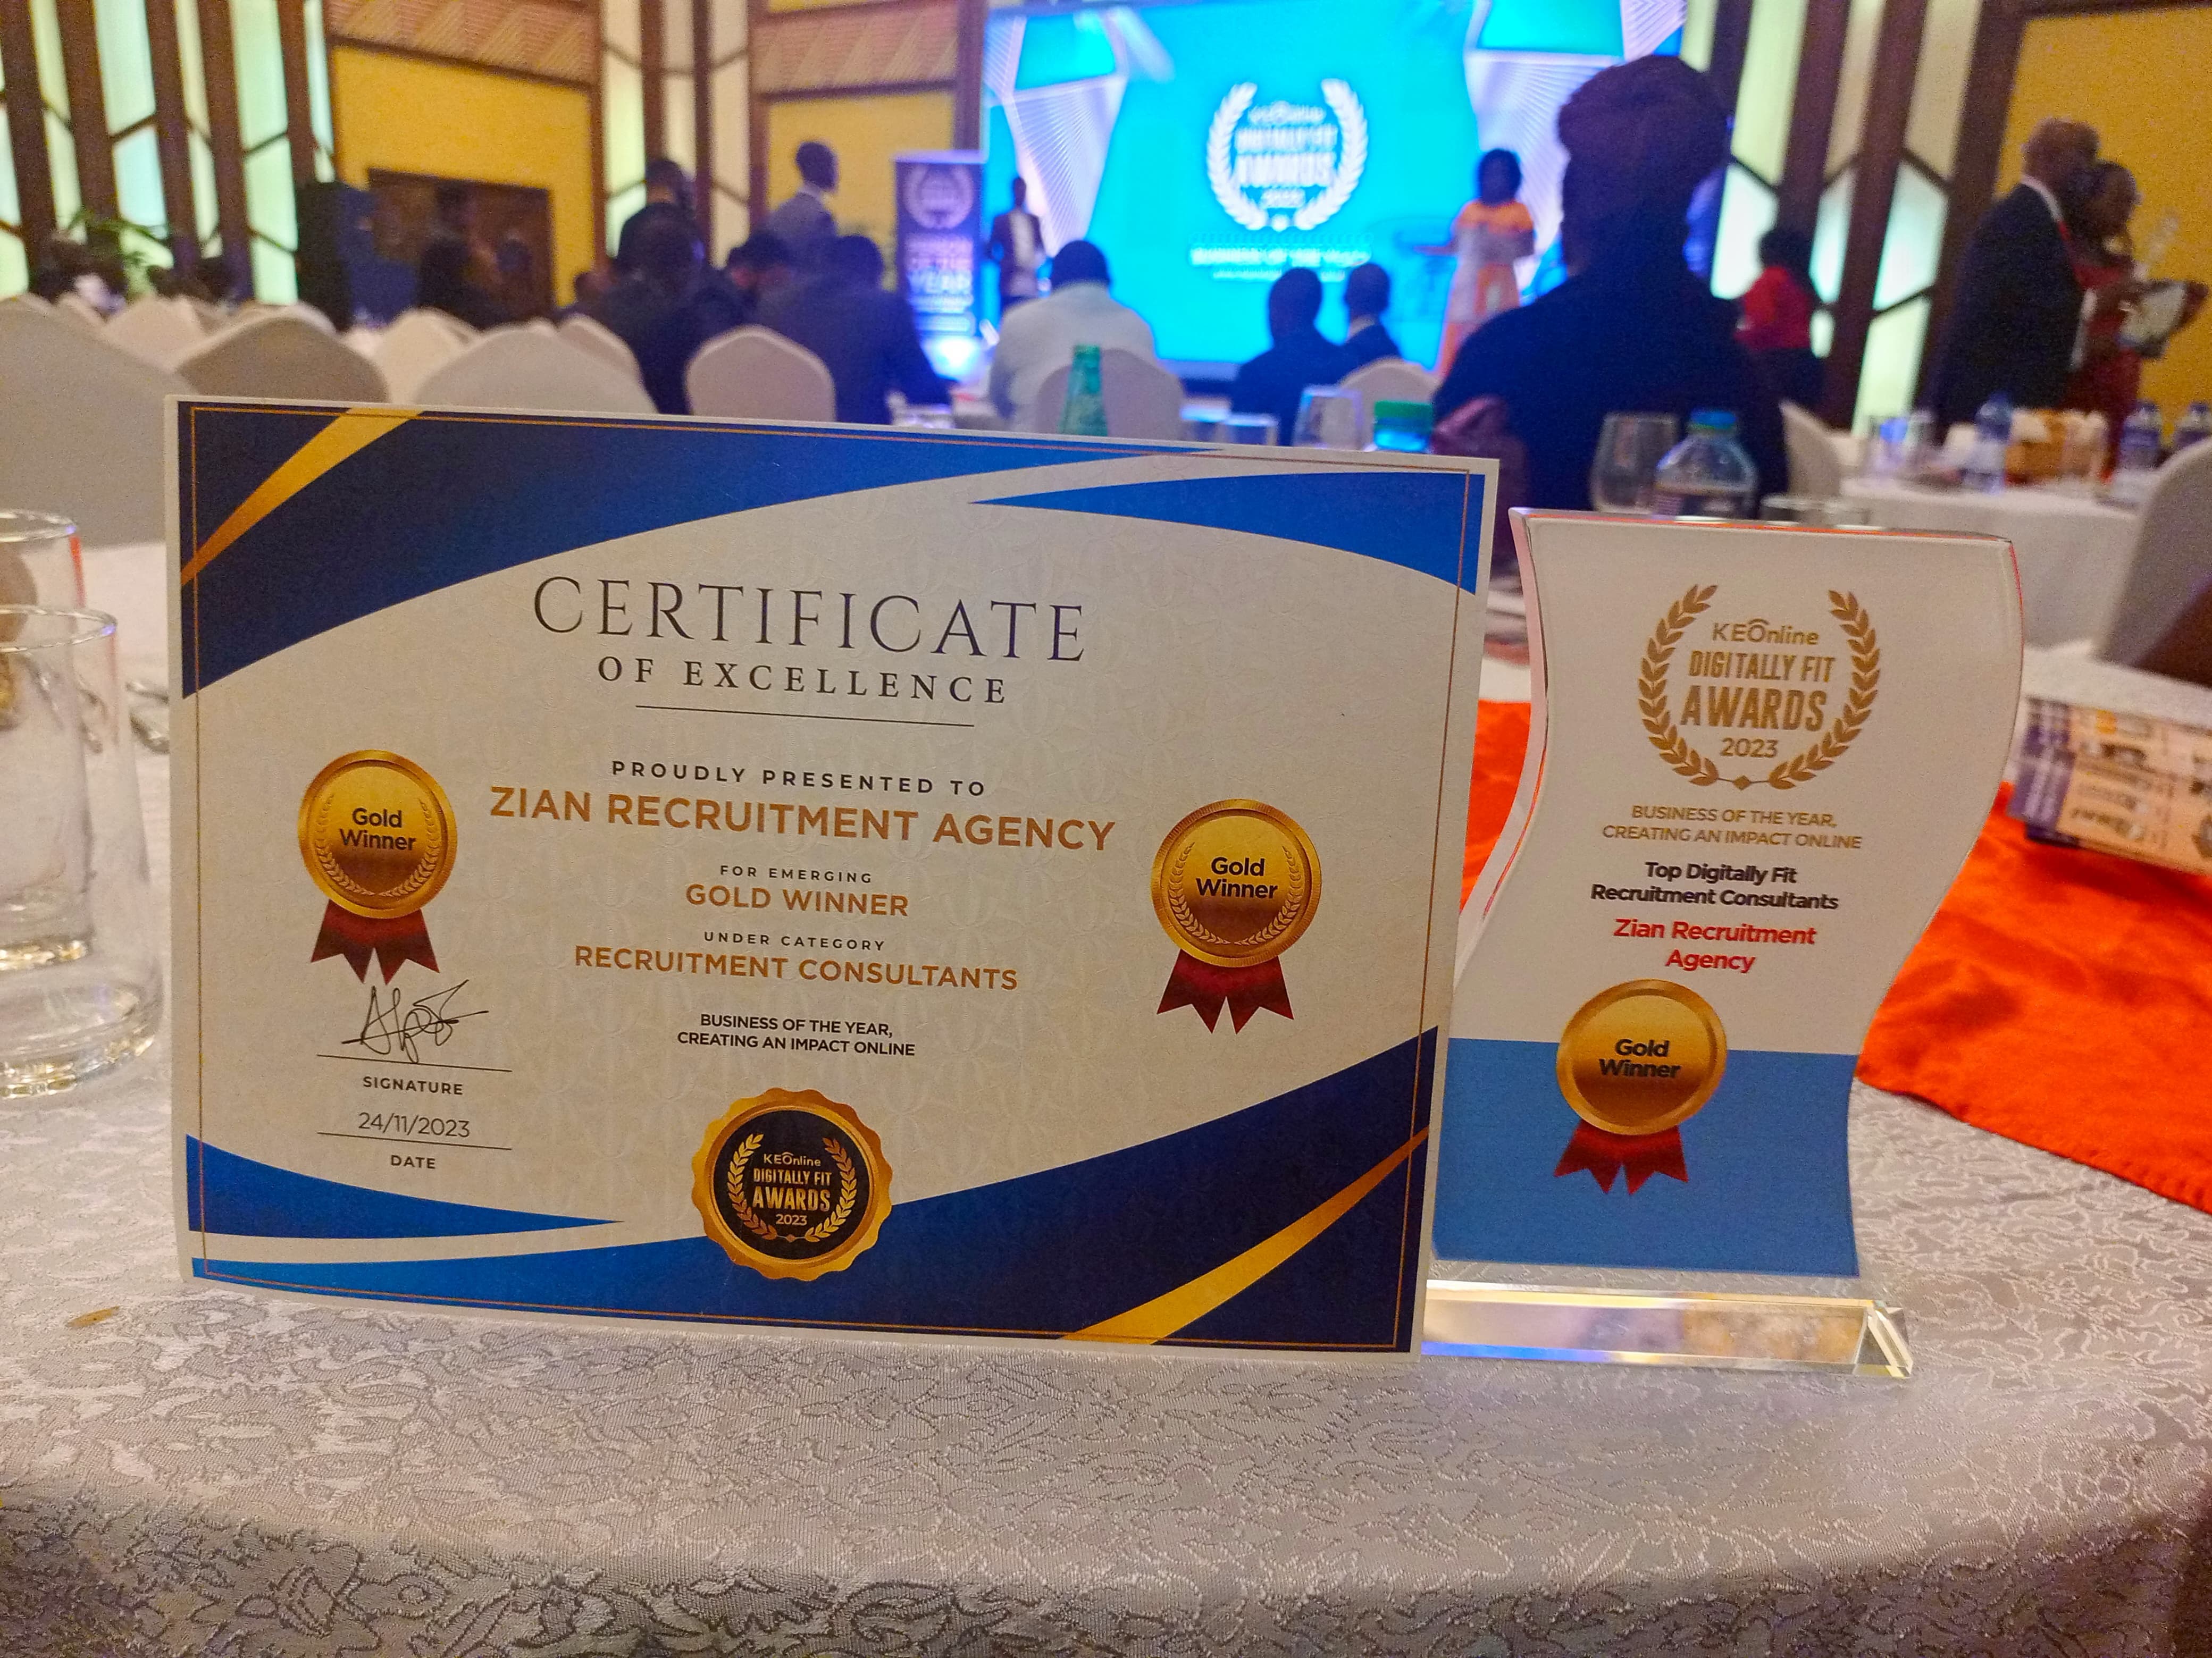 CERTIFICATE
OF EXCELLENCE
PROUDLY PRESENTED TO
ZIAN RECRUITMENT AGENCY
FOR EMERGING
GOLD WINNER
UNDER CATEGORY
RECRUITMENT CONSULTANTS
BUSINESS OF THE YEAR,
CREATING AN IMPACT ONLINE
Gold
Winner
Gold
Winner
SIGNATURE
24/11/2023
DATE
KEOnline
DIGITALLY FIT
AWARDS
2023
KEOnline
DIGITALLY FIT
AWARDS
2023
BUSINESS OF THE YEAR,
CREATING AN IMPACT ONLINE
Top Digitally Fit
Recruitment Consultants
Zian Recruitment
Agency
Gold
Winner
KEOnline
DIGITALLY FIT
AWARDS
2023
BUSINESS OF THE YEAR
OF THE
YEAR